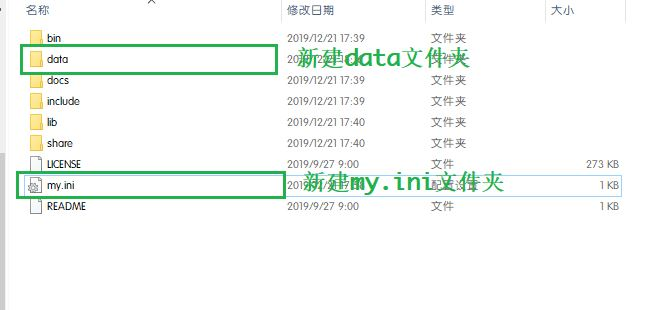 名称 修改日期 类型 大小
bin 2019/12/21 17:39 文件夹
data 新建data文件夹 文件夹
docs 2019/12/21 17:39 文件夹
include 2019/12/21 17:39 文件夹
lib 2019/12/21 17:40 文件夹
share 2019/12/21 17:40 文件夹
LICENSE 2019/9/27 9:00 文件 273 KB
my.ini 新建my.ini文件夹 配置设置 1 KB
README 2019/9/27 9:00 文件 1 KB